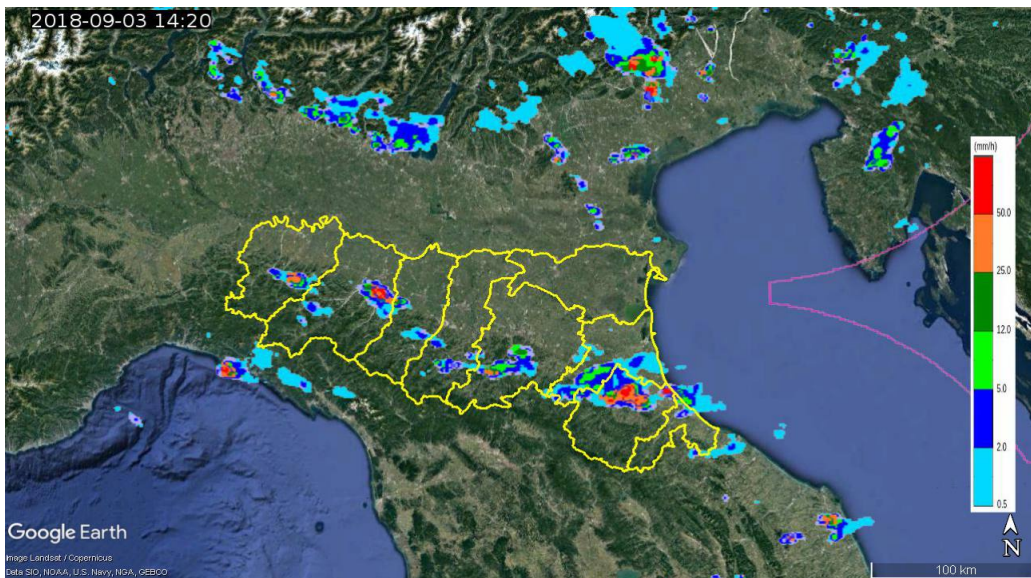 2018-09-03 14:20
(mm/h)
50.0
25.0
12.0
5.0
2.0
0.5
N
Google Earth
Image Landsat / Copernicus
Data SIO, NOAA, U.S. Navy, NGA, GEBCO
100 km